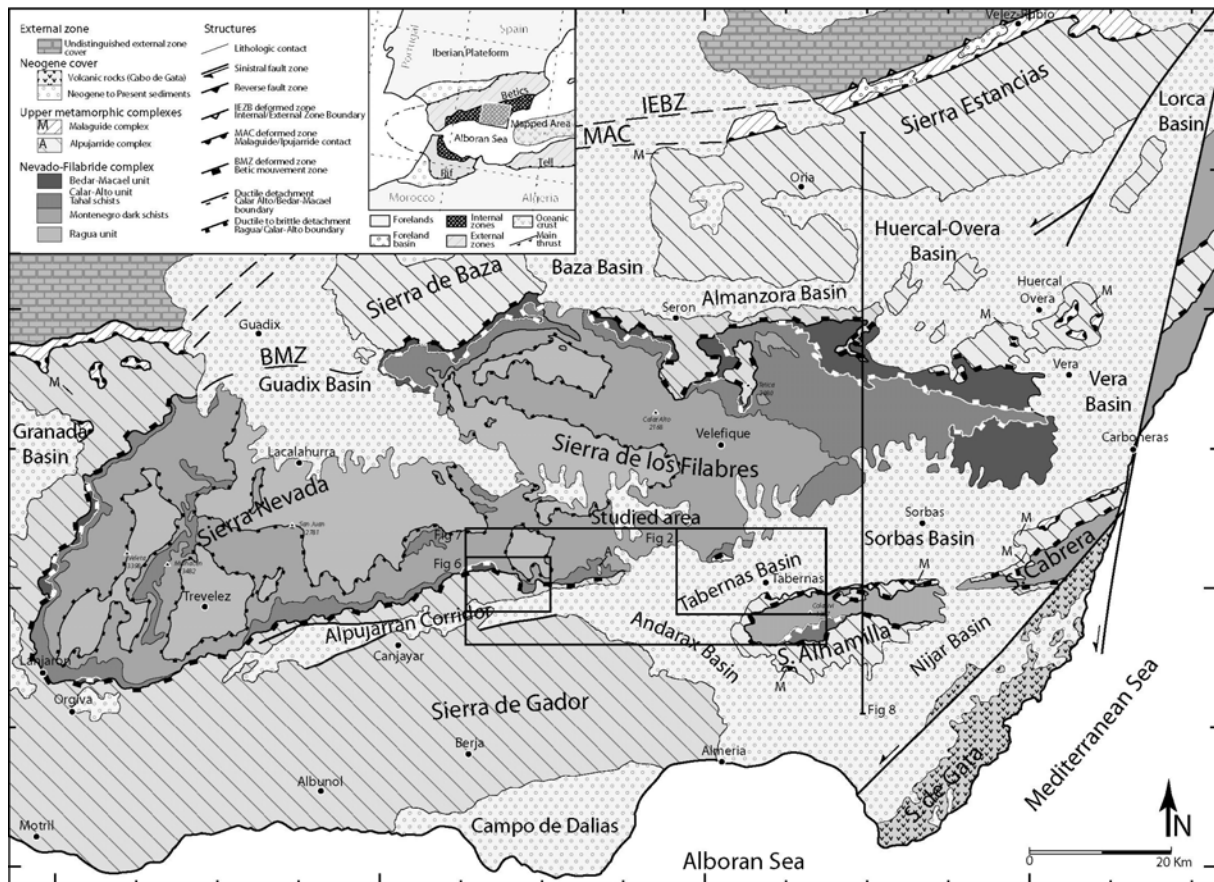 External zone
Undistinguished external zone
cover
Neogene cover
Volcanic rocks (Cabo de Gata)
Neogene to Present sediments
Upper metamorphic complexes
M
Malaguide complex
A
Alpujarride complex
Nevado-Filabride complex
Bedar-Macael unit
Calar-Alto unit
Tahal schists
Montenegro dark schists
Ragua unit
Structures
Lithologic contact
Sinistral fault zone
Reverse fault zone
IEZB deformed zone
Internal/External Zone Boundary
MAC deformed zone
Malaguide/lpujarride contact
BMZ deformed zone
Betic mouvement zone
Ductile detachment
Calar Alto/Bedar-Macael
boundary
Ductile to brittle detachment
Ragua/Calar-Alto boundary
Portugal
Spain
Iberian Plateform
Betics
Mapped Area
Alboran Sea
Rif
Tell
Morocco
Algeria
Forelands
Internal
zones
Oceanic
crust
Foreland
basin
External
zones
Main
thrust
Velez-Rubio
IEBZ
MAC
M
Sierra Estancias
Lorca
Basin
Oria
Huercal-Overa
Basin
Baza Basin
Sierra de Baza
Almanzora Basin
Huercal
Overa
M
M
Seron
Guadix
BMZ
Guadix Basin
M
Vera
Vera
Basin
Calar Alto
2168
Velefique
Carboneras
Granada
Basin
Lacalahurra
Sierra de los Filabres
Sierra Nevada
San Juan
2781
Studied area
Fig 7
Fig 2
Sorbas
Sorbas Basin
M
M
Cabrera
Fig 6
A
M
Tabernas Basin
Tabernas
3482
Trevelez
Alpujarran Corridor
Canjayar
Andarax Basin
S. Alhamilla
M
Nijar Basin
Lanjaron
Orgiva
Sierra de Gador
Fig 8
Berja
Almeria
Albunol
S. de Gata
Mediterranean Sea
Motril
Campo de Dalias
Alboran Sea
N
0
20 Km